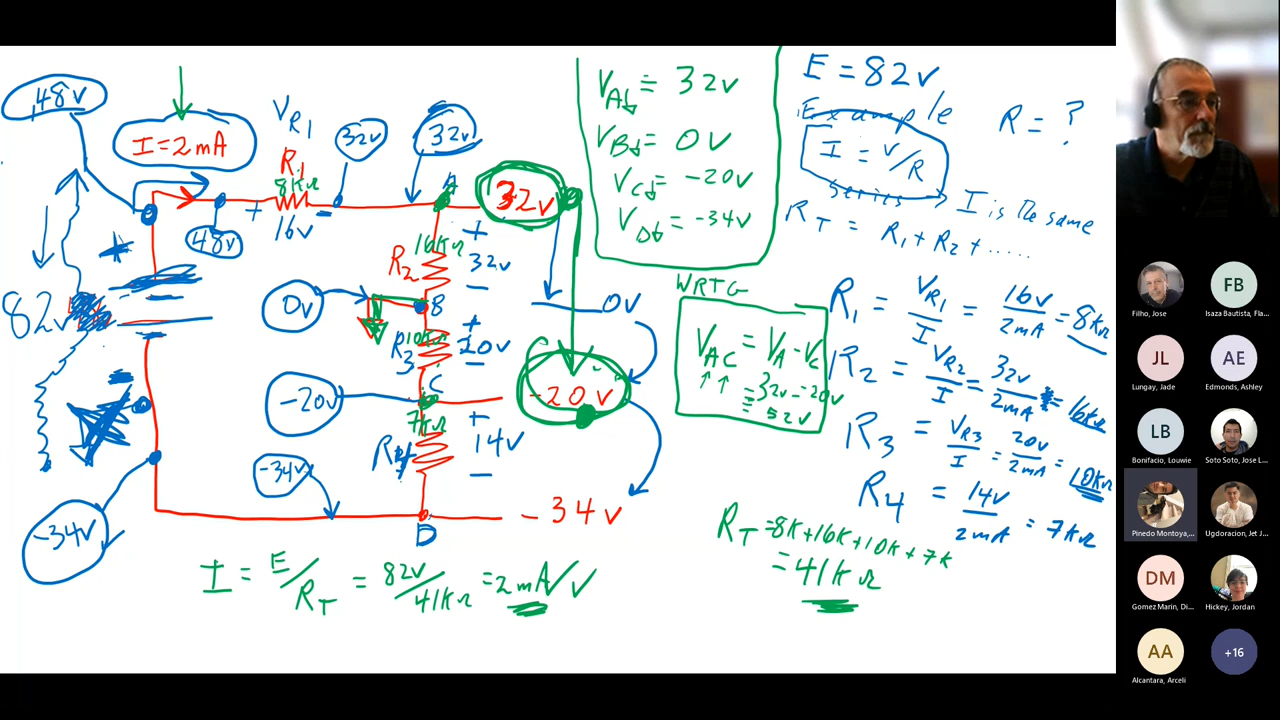 48v
I = 2mA
VR1
R1
8kΩ
+ -
16v
32v
32v
48v
A
32v
16kΩ
R2
+
32v
-
82v
+
0v
B
0v
10kΩ
R3
+
20v
-
-20v
C
-20v
7kΩ
R4
+
14v
-
-34v
-34v
D
-34v
I = E/RT = 82v/41kΩ = 2mA √
VA = 32v
VB = 0V
VC = -20v
VD = -34v
WRTG
VAC = VA - VC
= 32v - -20v
= 52v
E = 82v
Example
R = ?
I = V/R
series I is the same
RT = R1 + R2 + .....
R1 = VR1/I = 16v/2mA = 8kΩ
R2 = VR2/I = 32v/2mA = 16kΩ
R3 = VR3/I = 20v/2mA = 10kΩ
R4 = 14v/2mA = 7kΩ
RT = 8k + 16k + 10k + 7k
= 41kΩ
Filho, Jose
FB
Isaza Bautista, Fla...
JL
Lungay, Jade
AE
Edmonds, Ashley
LB
Bonifacio, Louwie
Soto Soto, Jose L...
Pinedo Montoya,...
Ugdoracion, Jet J...
DM
Gomez Marin, Di...
Hickey, Jordan
AA
Alcantara, Arceli
+16